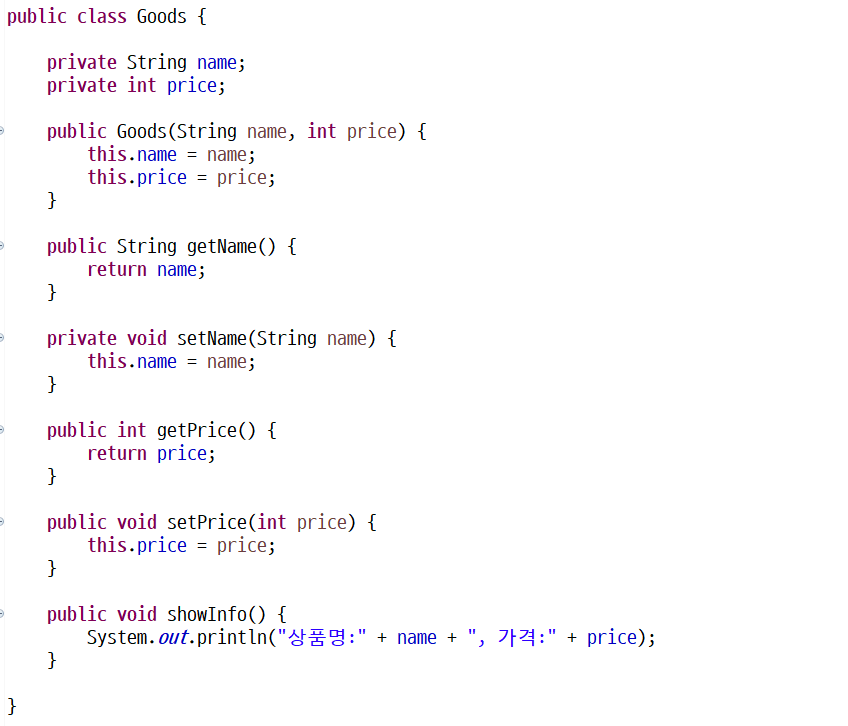 public class Goods {
private String name;
private int price;
public Goods(String name, int price) {
this.name = name;
this.price = price;
}
public String getName() {
return name;
}
private void setName(String name) {
this.name = name;
}
public int getPrice() {
return price;
}
public void setPrice(int price) {
this.price = price;
}
public void showInfo() {
System.out.println("상품명:" + name + ", 가격:" + price);
}
}